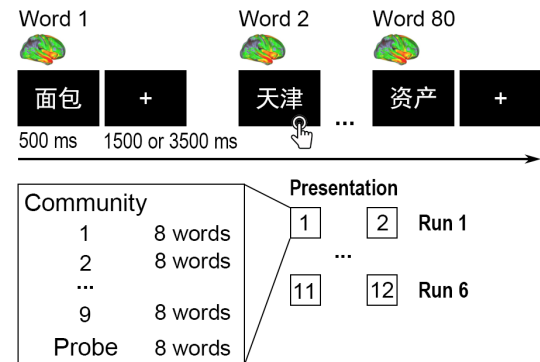 Word 1 Word 2 Word 80
面包 + 天津 ... 资产 +
500 ms 1500 or 3500 ms
Community
1 8 words
2 8 words
...
9 8 words
Probe 8 words
Presentation
1 2 Run 1
...
11 12 Run 6